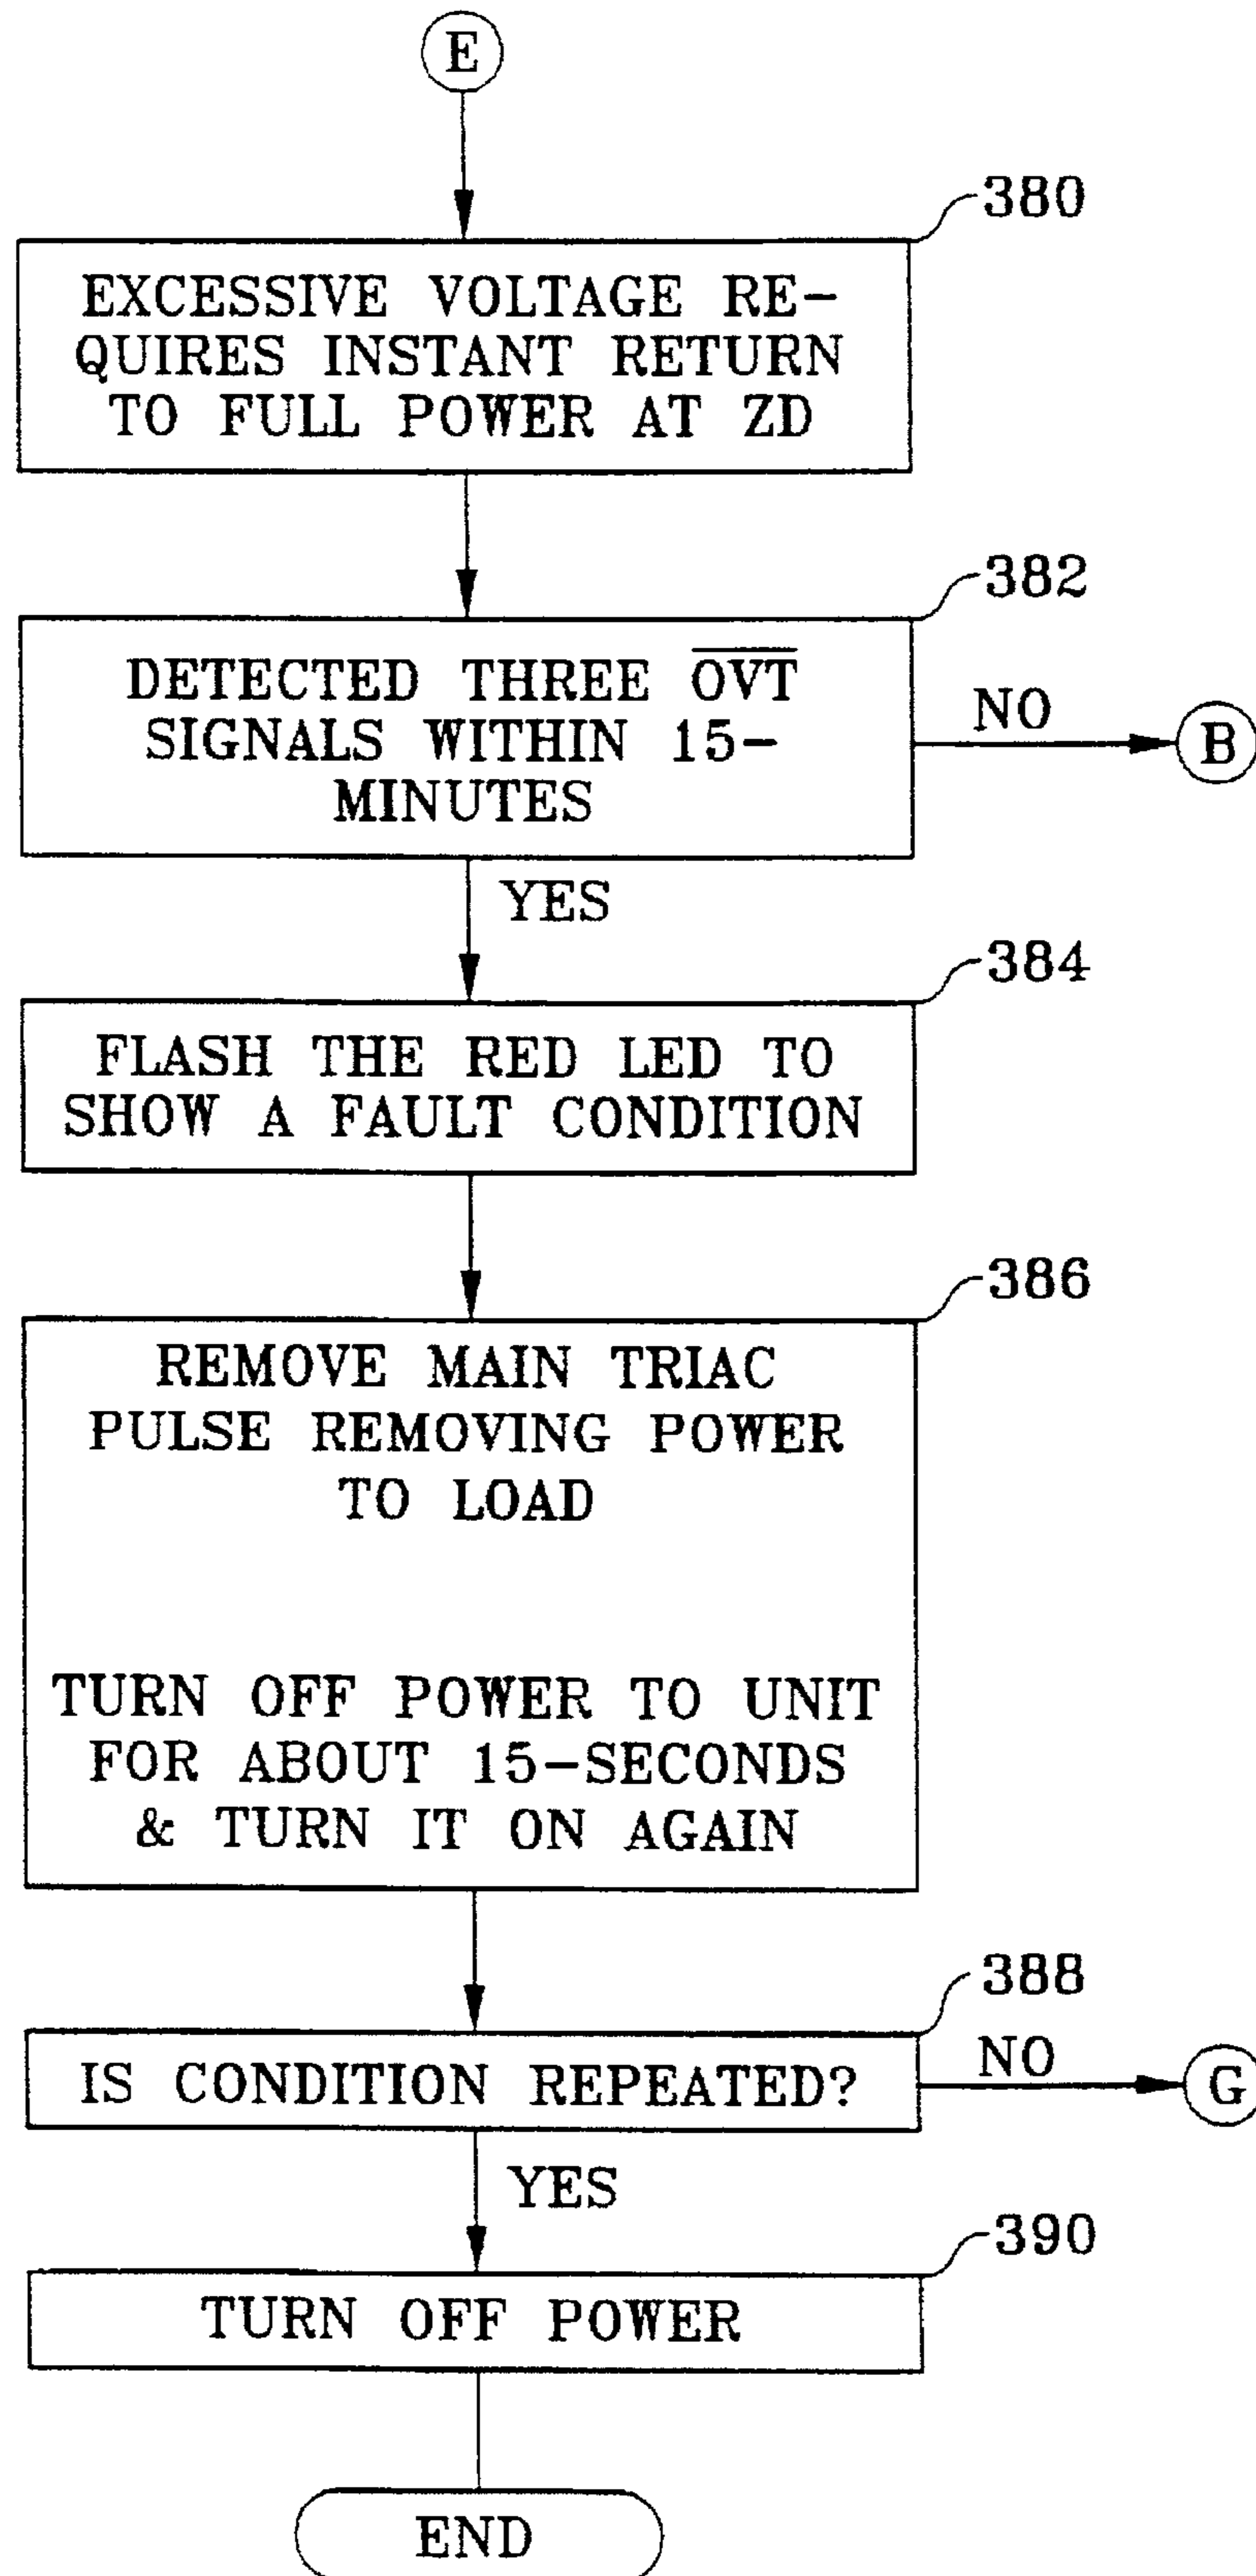 E
380
EXCESSIVE VOLTAGE RE-
QUIRES INSTANT RETURN
TO FULL POWER AT ZD
382
DETECTED THREE O̅V̅T̅
SIGNALS WITHIN 15-
MINUTES
NO
B
YES
384
FLASH THE RED LED TO
SHOW A FAULT CONDITION
386
REMOVE MAIN TRIAC
PULSE REMOVING POWER
TO LOAD
TURN OFF POWER TO UNIT
FOR ABOUT 15-SECONDS
& TURN IT ON AGAIN
388
IS CONDITION REPEATED?
NO
G
YES
390
TURN OFF POWER
END